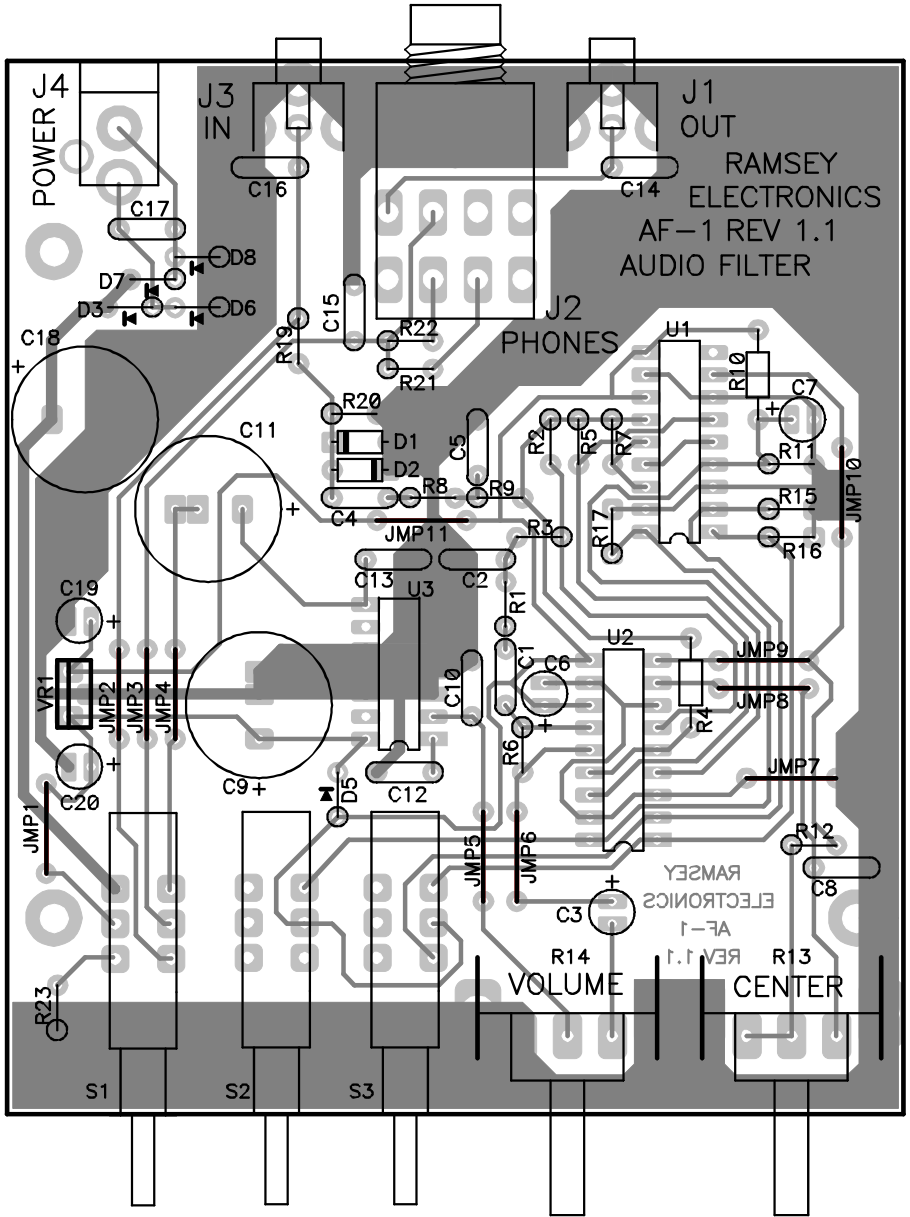 J4
POWER
J3
IN
J1
OUT
C16
C14
RAMSEY
ELECTRONICS
AF-1 REV 1.1
AUDIO FILTER
C17
D8
D7
D3
D6
C18
+
R19
C15
R22
J2
PHONES
R21
U1
R10
C7
+
R20
C11
+
D1
D2
C5
R2
R5
R7
R11
JMP10
C4
R8
R9
R15
JMP11
R3
R17
R16
C13
C2
U3
C19
+
R1
U2
VR1
JMP2
JMP3
JMP4
C10
C1
C6
+
JMP9
JMP8
R4
R6
C20
+
C9+
D5
C12
JMP7
JMP1
JMP5
JMP6
R12
C8
+
C3
RAMSEY
ELECTRONICS
AF-1
REV 1.1
R14
VOLUME
R13
CENTER
R23
S1
S2
S3